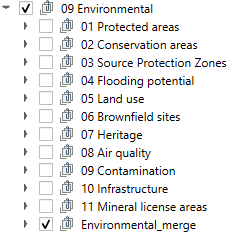 09 Environmental
01 Protected areas
02 Conservation areas
03 Source Protection Zones
04 Flooding potential
05 Land use
06 Brownfield sites
07 Heritage
08 Air quality
09 Contamination
10 Infrastructure
11 Mineral license areas
Environmental_merge